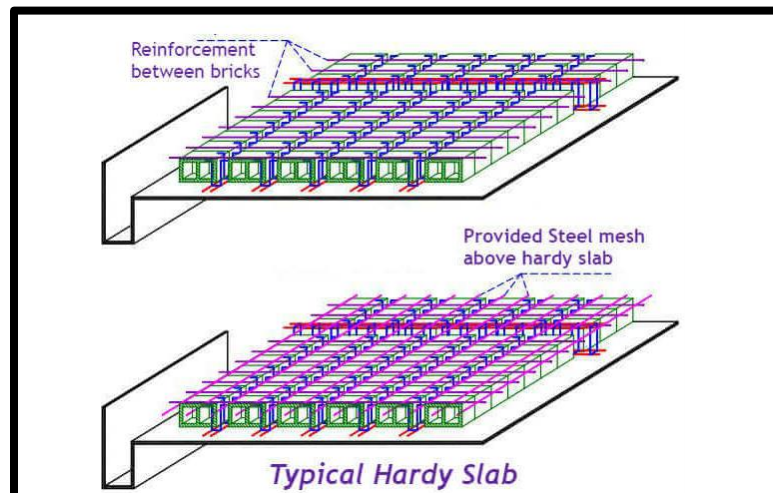 Reinforcement
between bricks
Provided Steel mesh
above hardy slab
Typical Hardy Slab